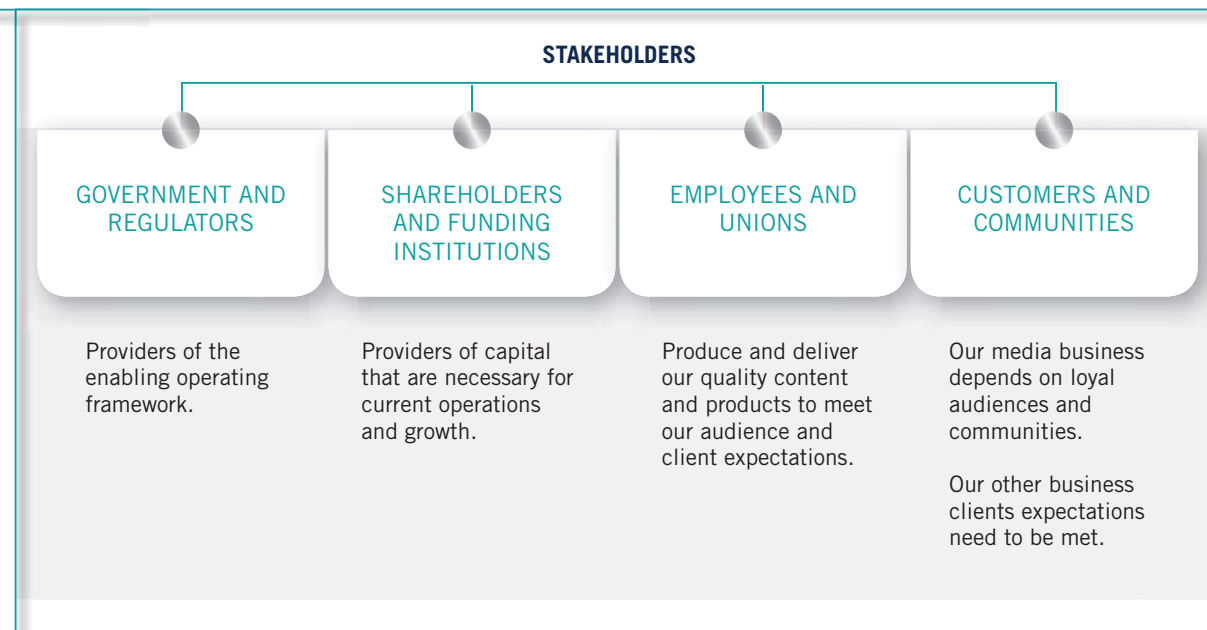 STAKEHOLDERS
GOVERNMENT AND
REGULATORS
Providers of the
enabling operating
framework.
SHAREHOLDERS
AND FUNDING
INSTITUTIONS
Providers of capital
that are necessary for
current operations
and growth.
EMPLOYEES AND
UNIONS
Produce and deliver
our quality content
and products to meet
our audience and
client expectations.
CUSTOMERS AND
COMMUNITIES
Our media business
depends on loyal
audiences and
communities.
Our other business
clients expectations
need to be met.